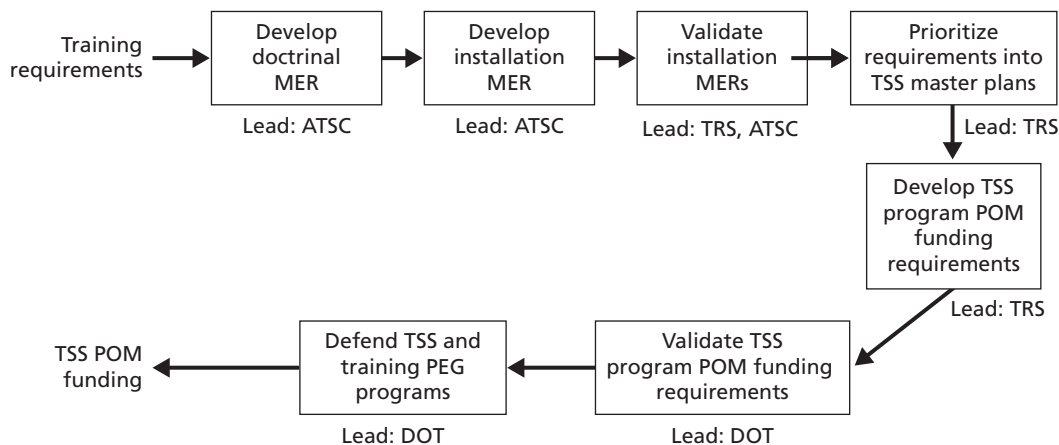 Training
requirements
Develop
doctrinal
MER
Lead: ATSC
Develop
installation
MER
Lead: ATSC
Validate
installation
MERs
Lead: TRS, ATSC
Prioritize
requirements into
TSS master plans
Lead: TRS
Develop TSS
program POM
funding
requirements
Lead: TRS
Validate TSS
program POM funding
requirements
Lead: DOT
Defend TSS and
training PEG
programs
Lead: DOT
TSS POM
funding